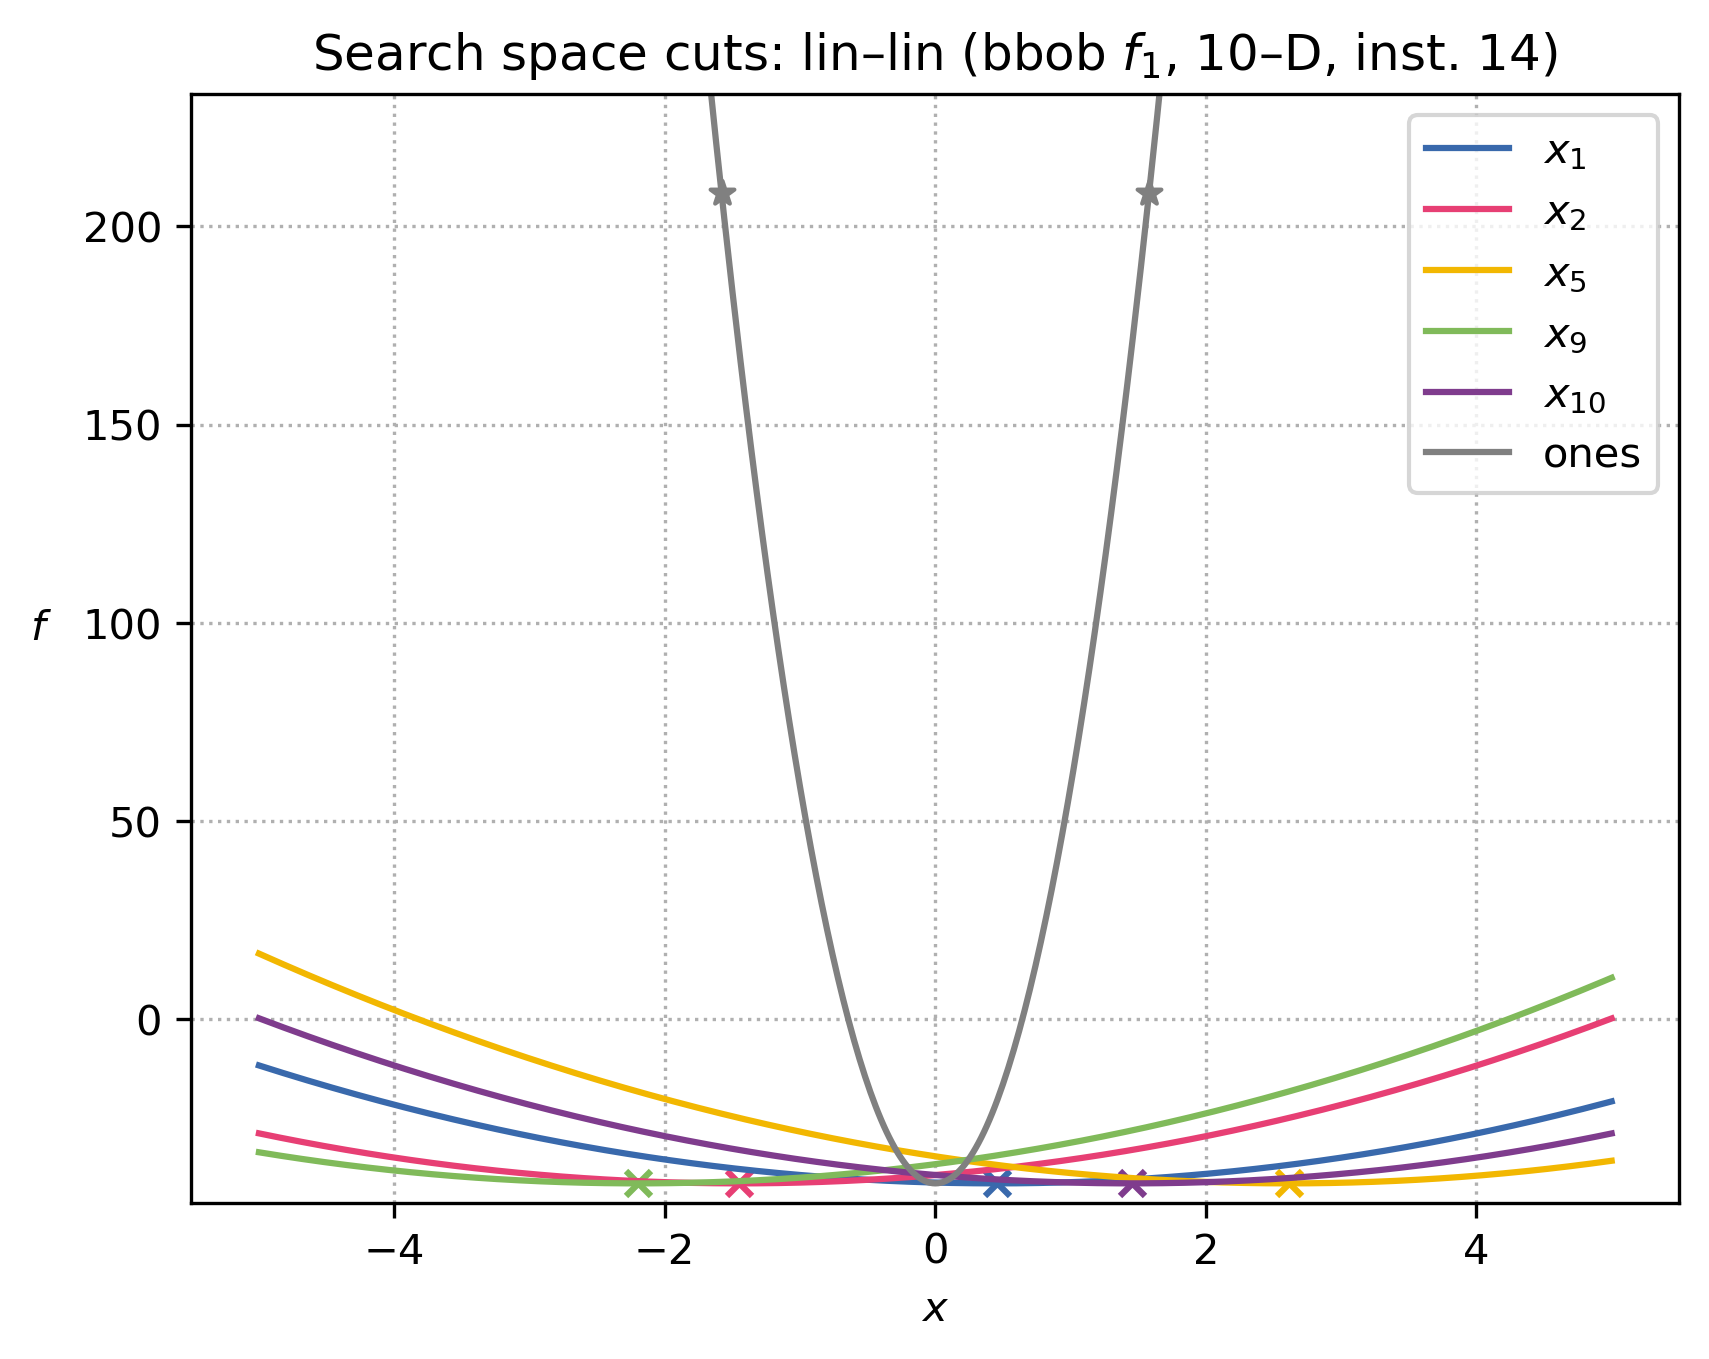 Search space cuts: lin–lin (bbob f₁, 10–D, inst. 14)
x₁
x₂
x₅
x₉
x₁₀
ones
200
150
100
50
0
f
−4 −2 0 2 4
x